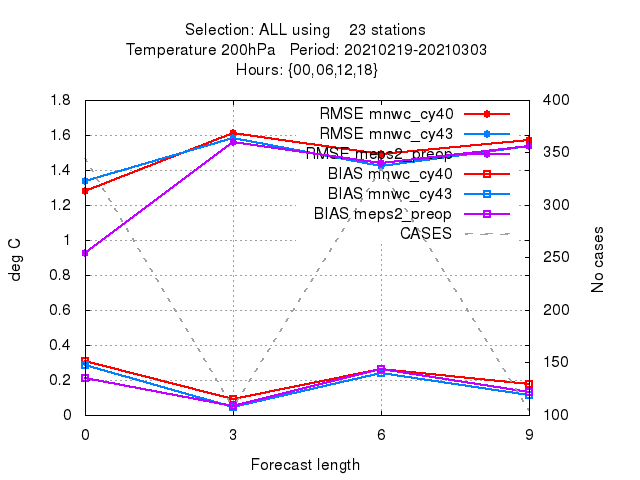 Selection: ALL using 23 stations
Temperature 200hPa Period: 20210219-20210303
Hours: {00,06,12,18}
RMSE mnwc_cy40
RMSE mnwc_cy43
RMSE meps2_preop
BIAS mnwc_cy40
BIAS mnwc_cy43
BIAS meps2_preop
CASES
deg C
1.8
1.6
1.4
1.2
1
0.8
0.6
0.4
0.2
0
400
350
300
250
200
150
100
No cases
0 3 6 9
Forecast length